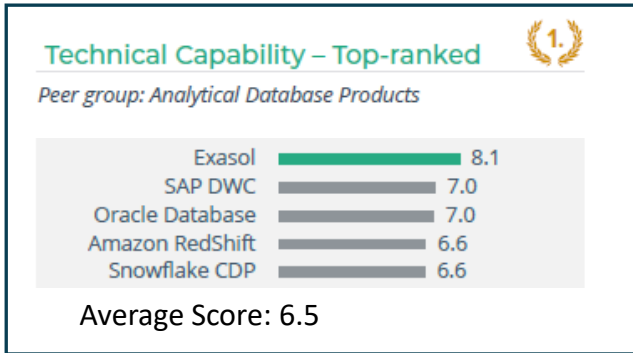 Technical Capability – Top-ranked
1.
Peer group: Analytical Database Products
Exasol 8.1
SAP DWC 7.0
Oracle Database 7.0
Amazon RedShift 6.6
Snowflake CDP 6.6
Average Score: 6.5